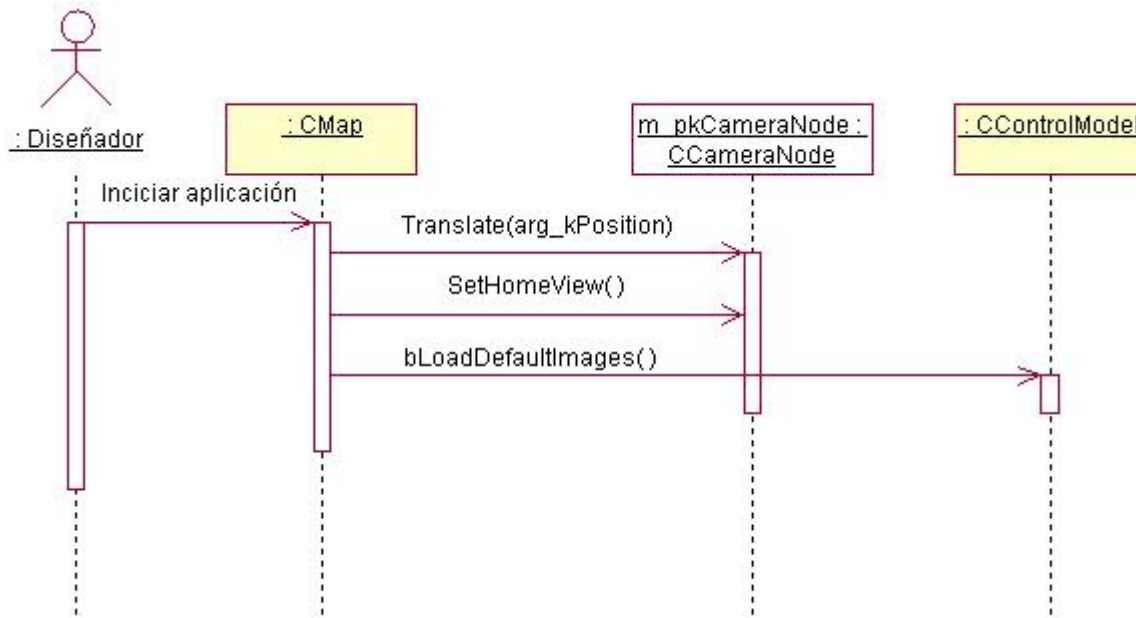 : Diseñador
: CMap
m_pkCameraNode :
CCameraNode
: CControlModel
Inciciar aplicación
Translate(arg_kPosition)
SetHomeView()
bLoadDefaultImages()